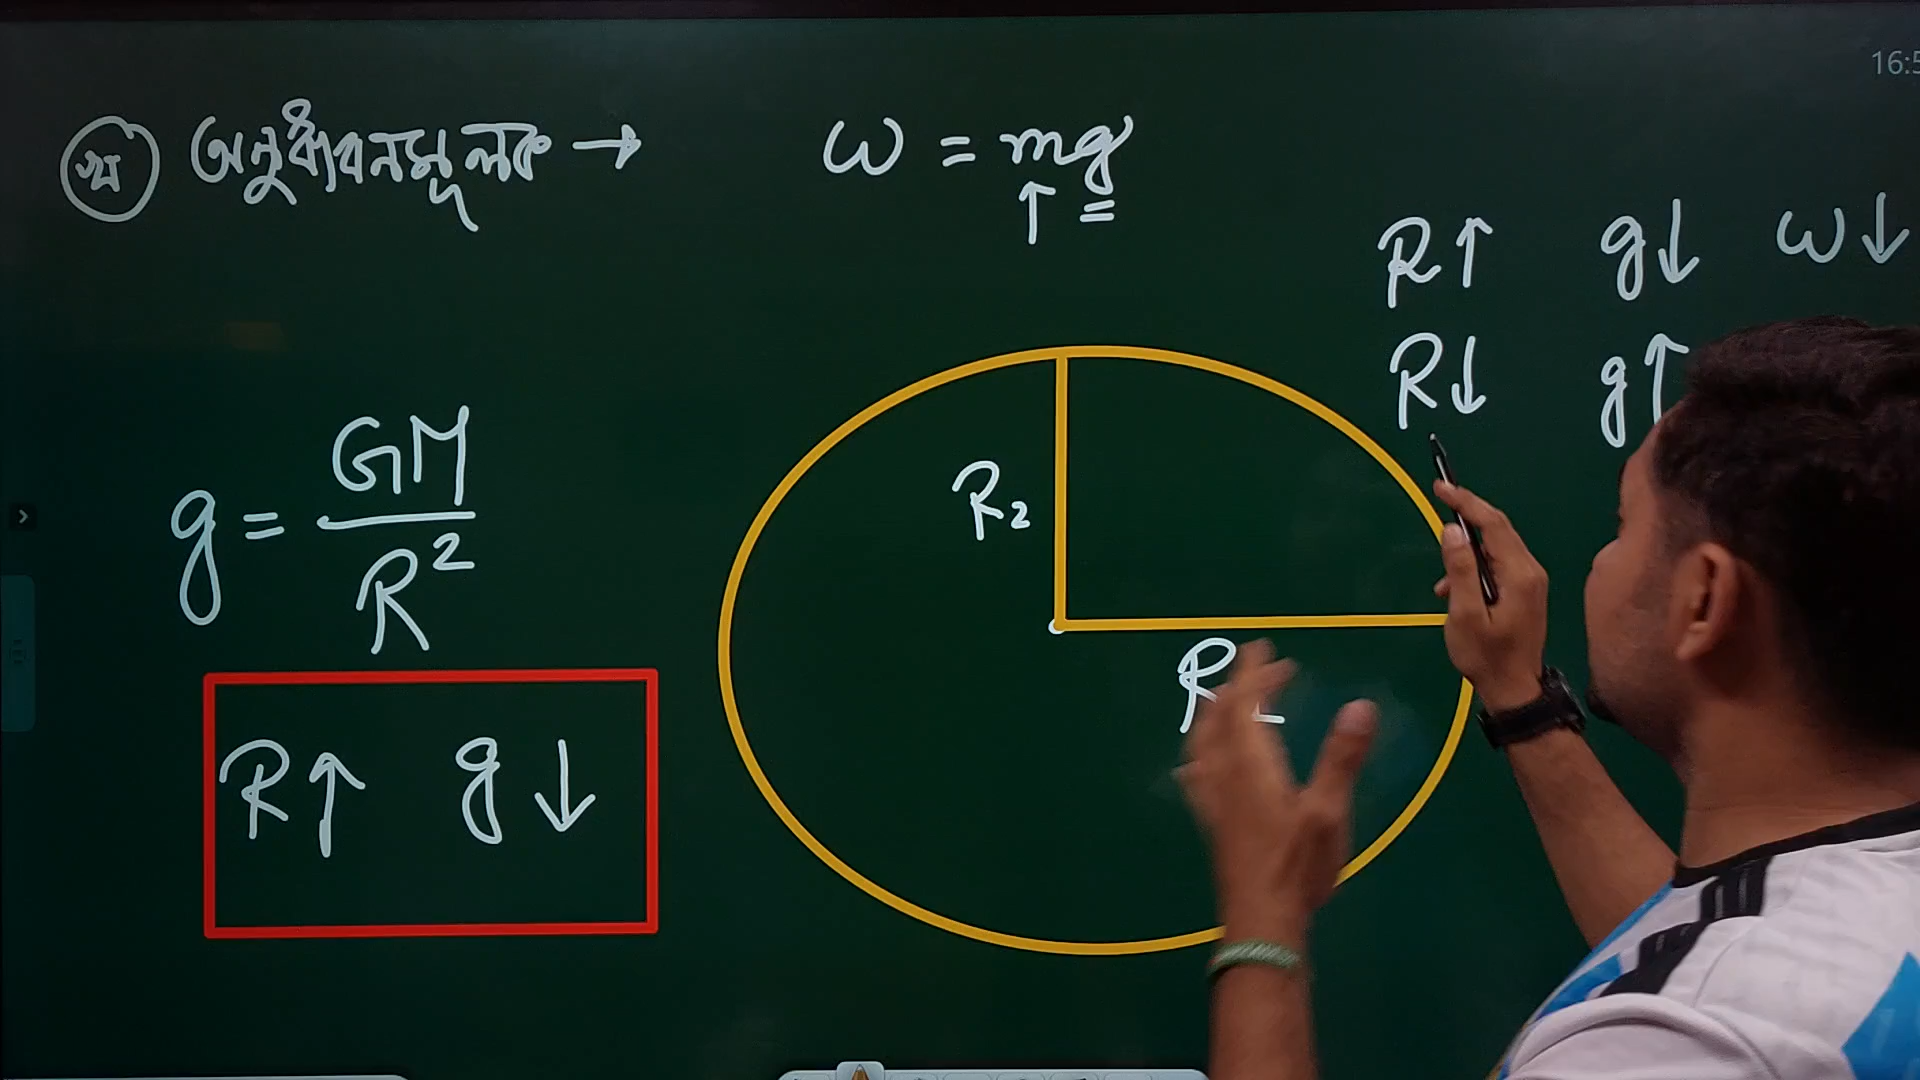 16:5
খ অনুধাবনমূলক → W = mg
↑
R↑ g↓ W↓
R↓ g↑
g = GM / R²
R₂
R
R↑ g↓